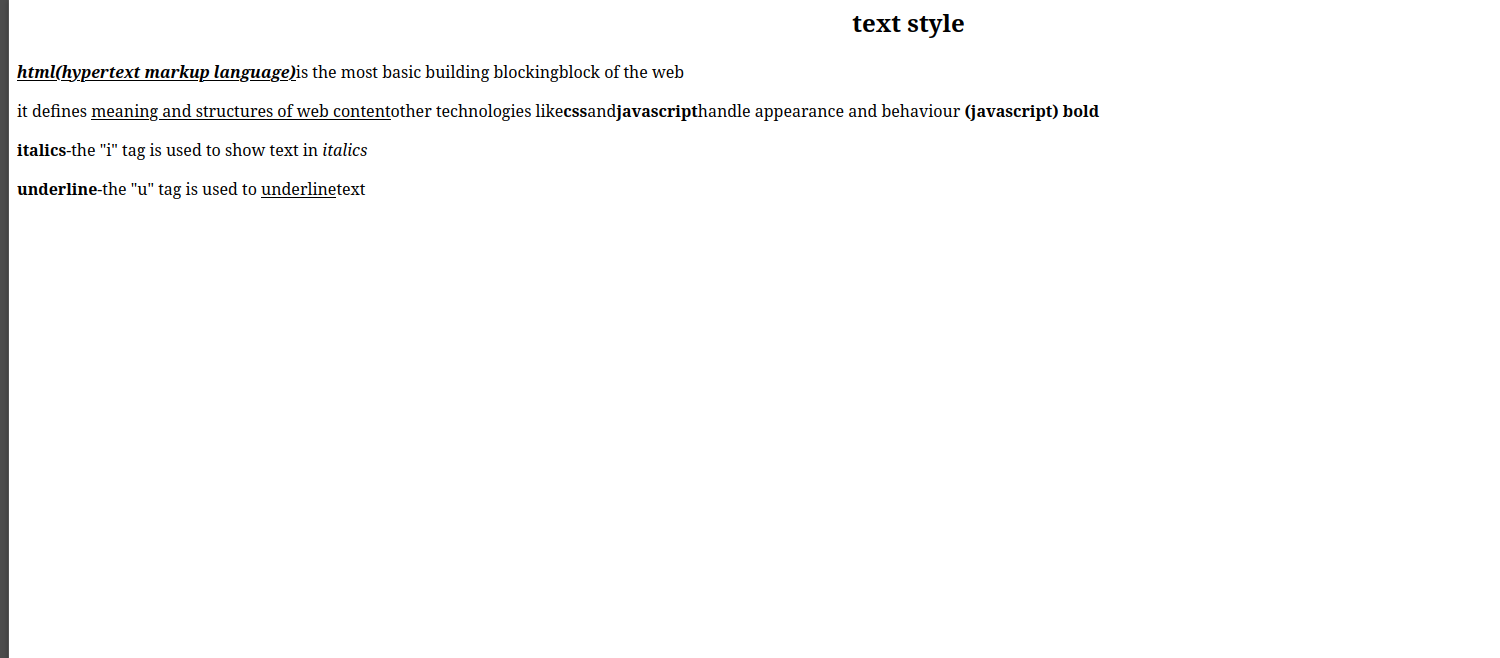 text style
html(hypertext markup language)is the most basic building blockingblock of the web
it defines meaning and structures of web contentother technologies likecssandjavascripthandle appearance and behaviour (javascript) bold
italics-the "i" tag is used to show text in italics
underline-the "u" tag is used to underlinetext